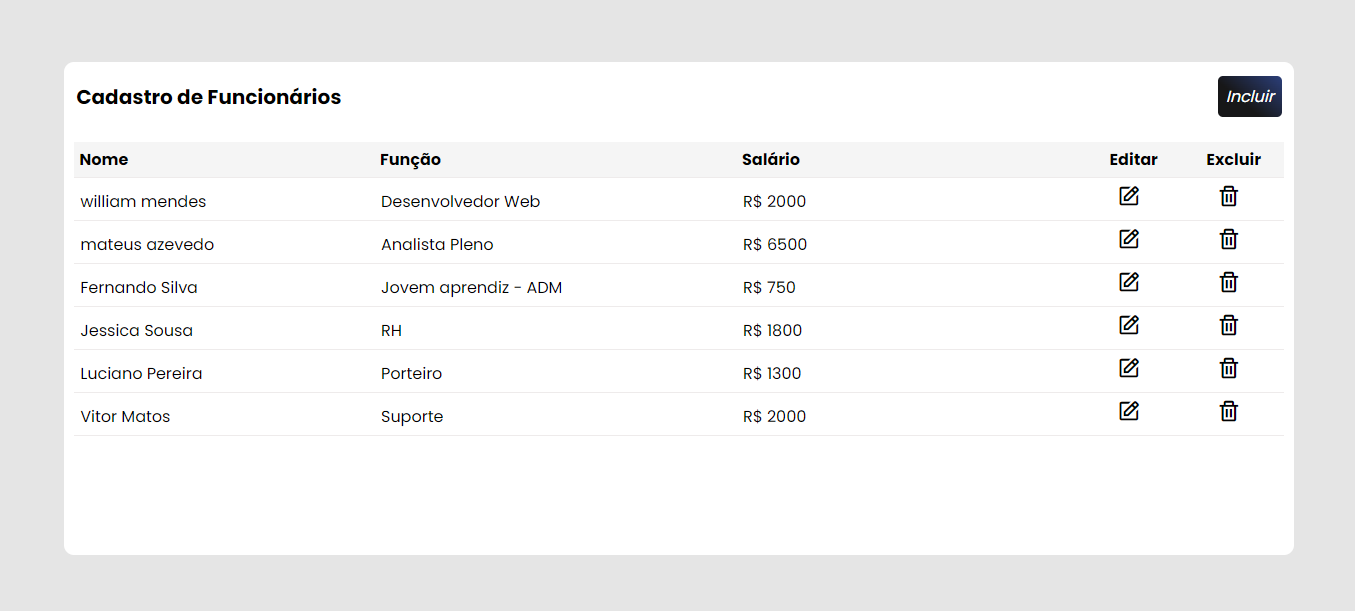 Cadastro de Funcionários Incluir
Nome Função Salário Editar Excluir
william mendes Desenvolvedor Web R$ 2000
mateus azevedo Analista Pleno R$ 6500
Fernando Silva Jovem aprendiz - ADM R$ 750
Jessica Sousa RH R$ 1800
Luciano Pereira Porteiro R$ 1300
Vitor Matos Suporte R$ 2000